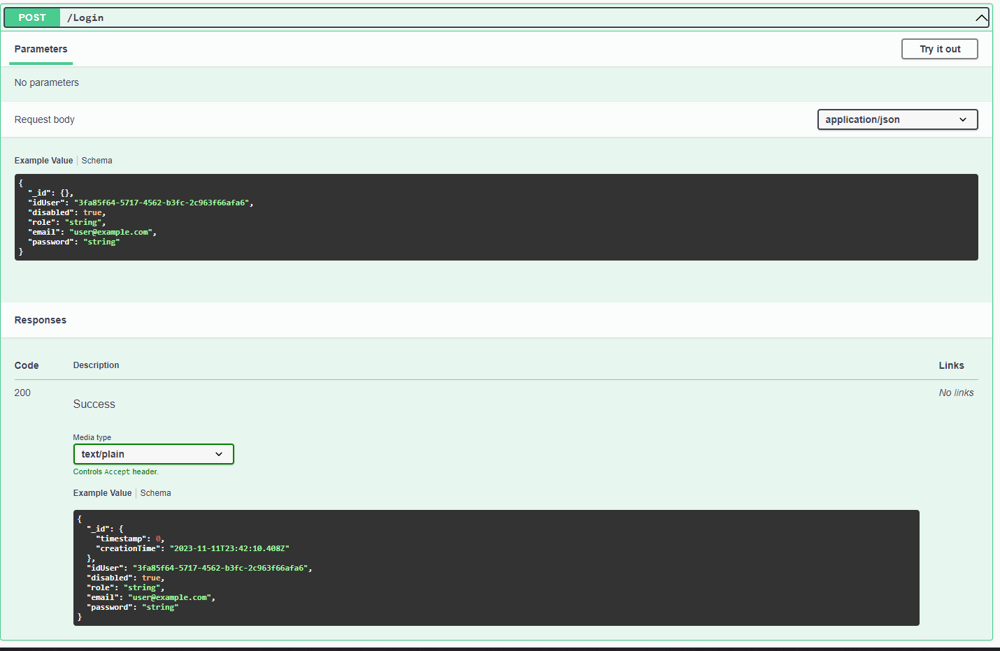 POST /Login
Parameters
Try it out
No parameters
Request body
application/json
Example Value | Schema
{
  "_id": {},
  "idUser": "3fa85f64-5717-4562-b3fc-2c963f66afa6",
  "disabled": true,
  "role": "string",
  "email": "user@example.com",
  "password": "string"
}
Responses
Code Description Links
200 Success No links
Media type
text/plain
Controls Accept header.
Example Value | Schema
{
  "_id": {
    "timestamp": 0,
    "creationTime": "2023-11-11T23:42:10.408Z"
  },
  "idUser": "3fa85f64-5717-4562-b3fc-2c963f66afa6",
  "disabled": true,
  "role": "string",
  "email": "user@example.com",
  "password": "string"
}